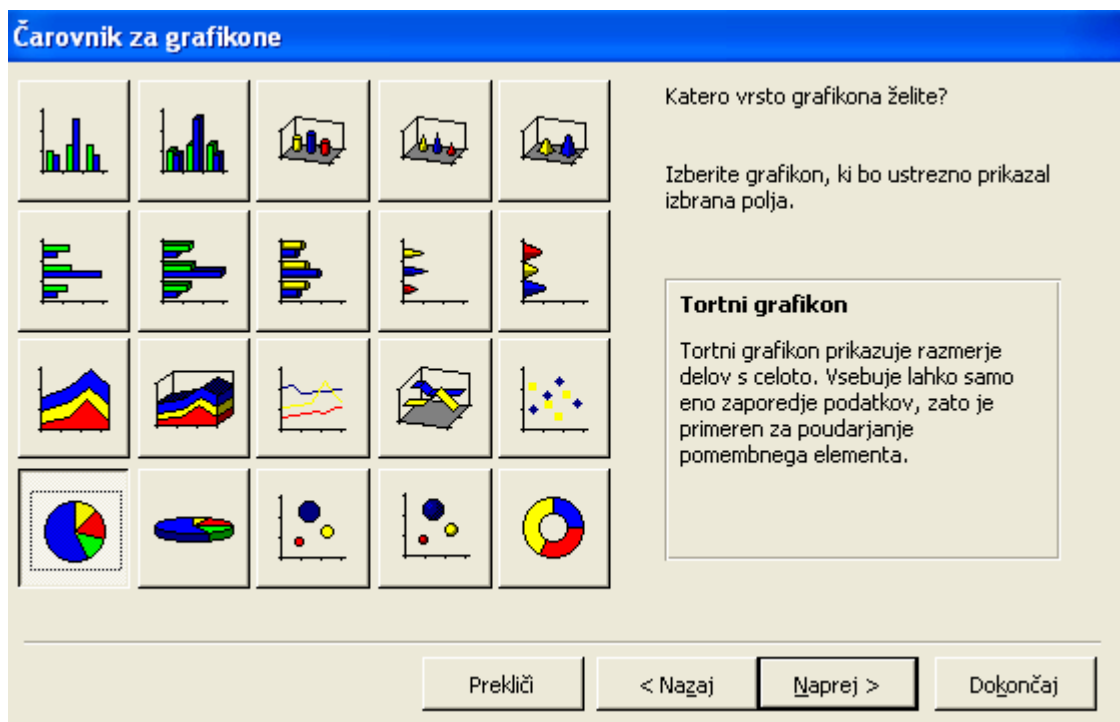 Čarovnik za grafikone
Katero vrsto grafikona želite?
Izberite grafikon, ki bo ustrezno prikazal
izbrana polja.
Tortni grafikon
Tortni grafikon prikazuje razmerje
delov s celoto. Vsebuje lahko samo
eno zaporedje podatkov, zato je
primeren za poudarjanje
pomembnega elementa.
Prekliči
< Nazaj
Naprej >
Dokončaj